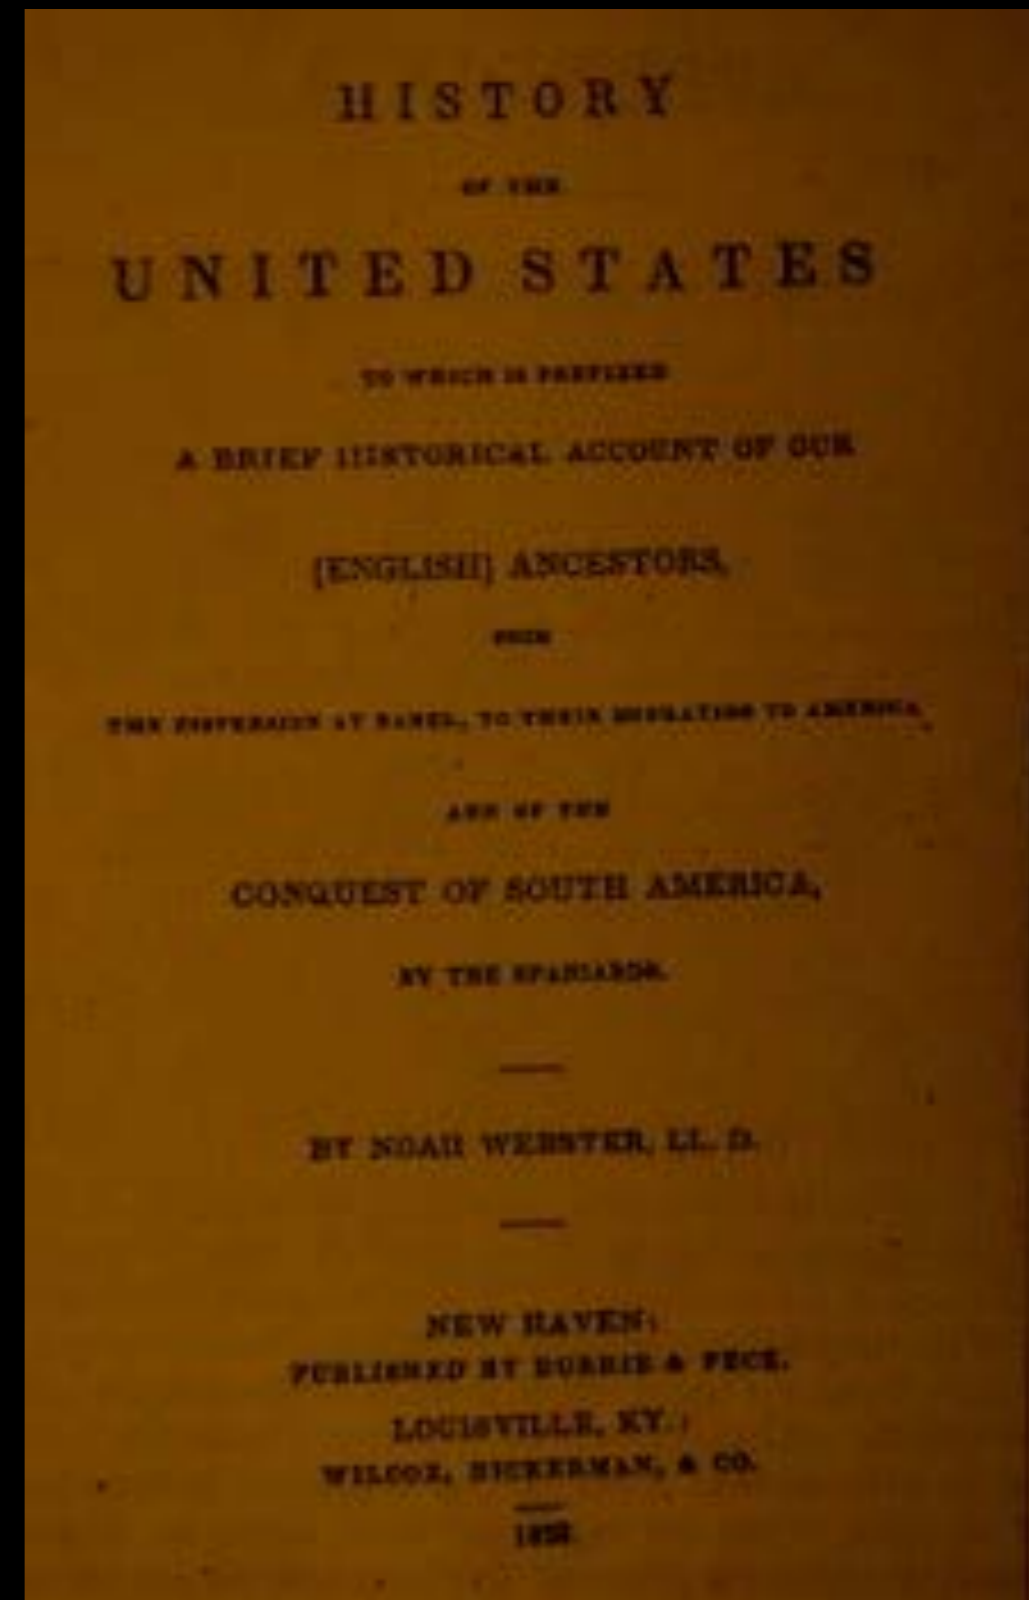 HISTORY
OF THE
UNITED STATES
TO WHICH IS PREFIXED
A BRIEF HISTORICAL ACCOUNT OF OUR
[ENGLISH] ANCESTORS,
FROM
THE DISPERSION AT BABEL, TO THEIR MIGRATION TO AMERICA,
AND OF THE
CONQUEST OF SOUTH AMERICA,
BY THE SPANIARDS.
BY NOAH WEBSTER, LL. D.
NEW HAVEN:
PUBLISHED BY DURRIE & PECK.
LOUISVILLE, KY.:
WILCOX, DICKERMAN, & CO.